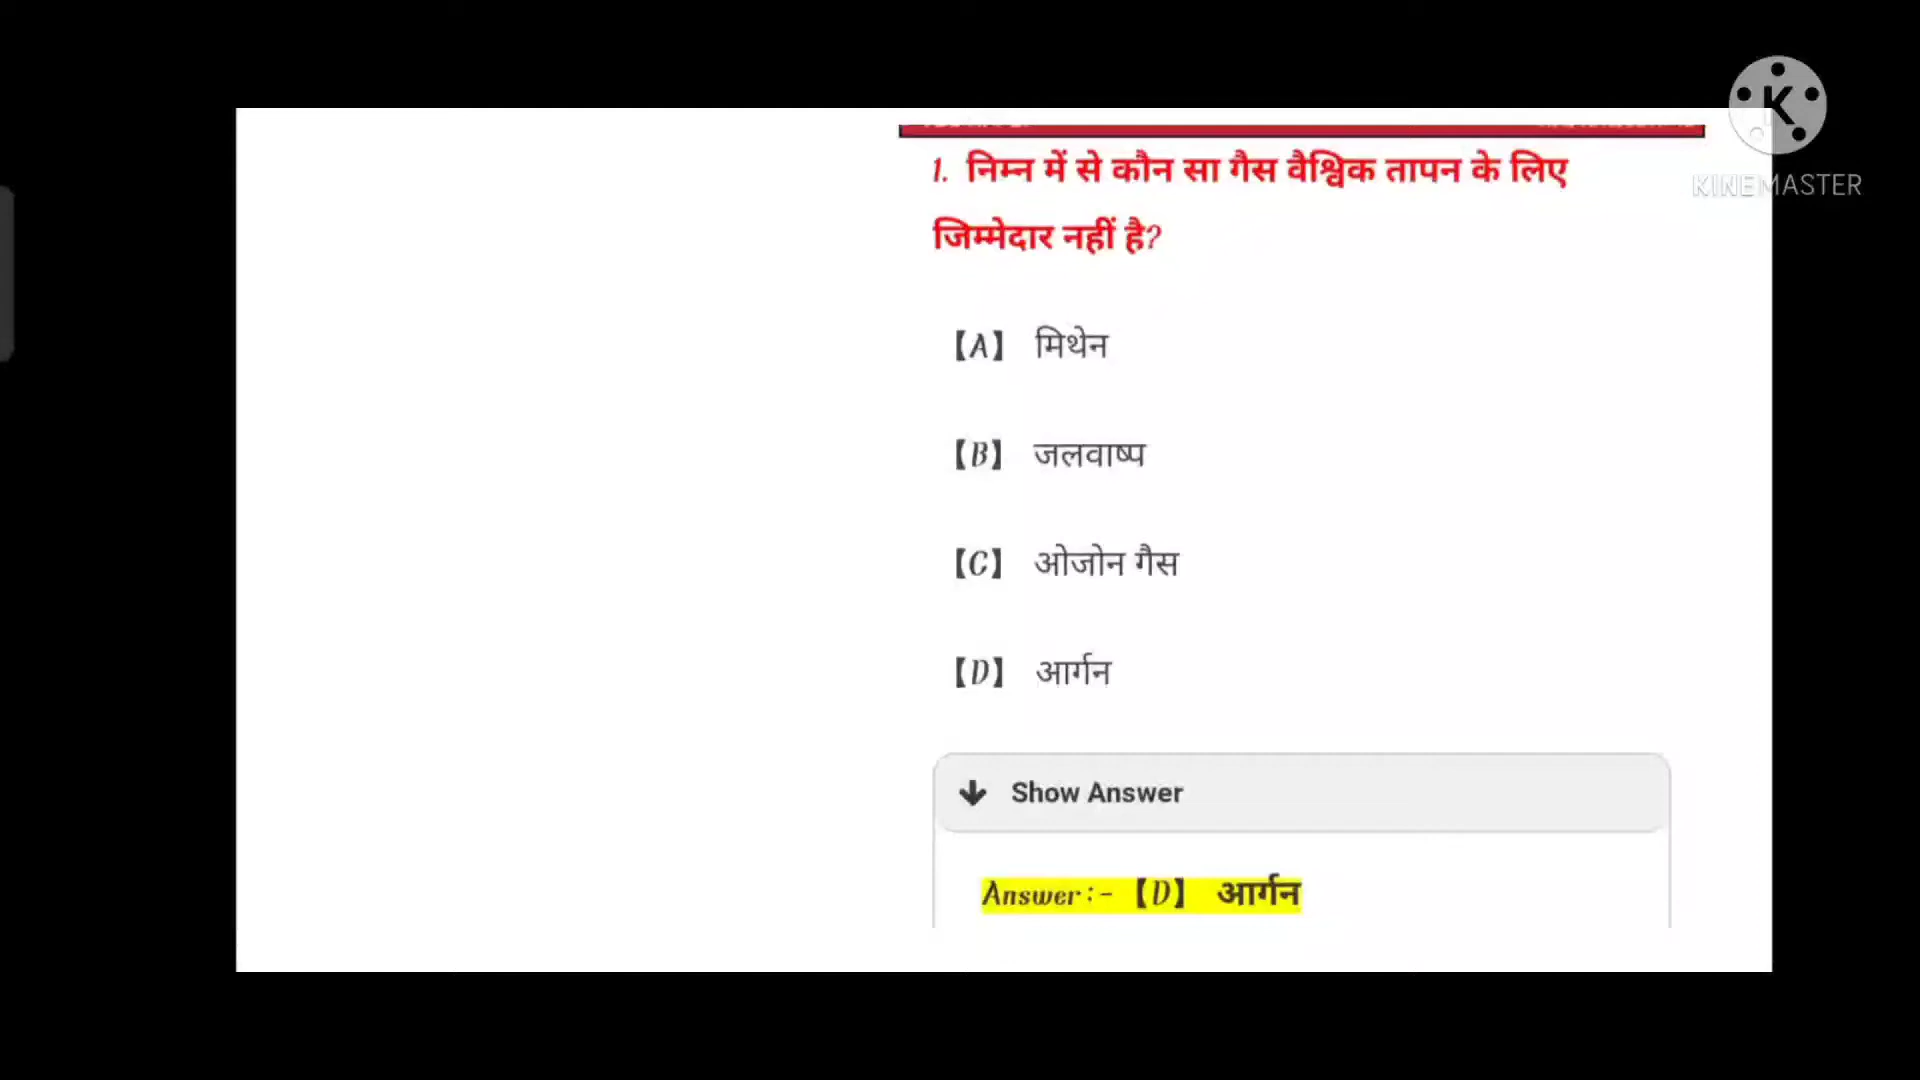 KINEMASTER
1. निम्न में से कौन सा गैस वैश्विक तापन के लिए
जिम्मेदार नहीं है?
【A】 मिथेन
【B】 जलवाष्प
【C】 ओजोन गैस
【D】 आर्गन
Show Answer
Answer :- 【D】 आर्गन